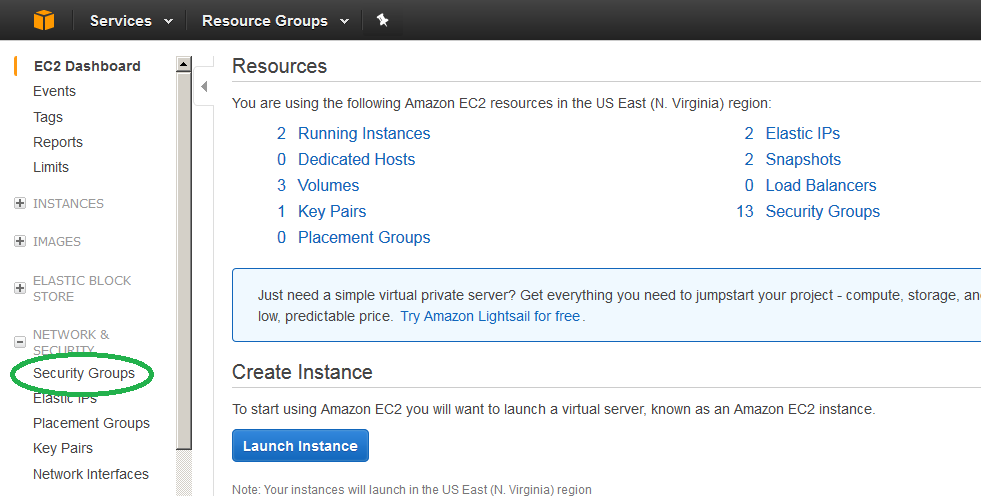 Services
Resource Groups
EC2 Dashboard
Events
Tags
Reports
Limits
INSTANCES
IMAGES
ELASTIC BLOCK
STORE
NETWORK &
SECURITY
Security Groups
Elastic IPs
Placement Groups
Key Pairs
Network Interfaces
Resources
You are using the following Amazon EC2 resources in the US East (N. Virginia) region:
2 Running Instances
0 Dedicated Hosts
3 Volumes
1 Key Pairs
0 Placement Groups
2 Elastic IPs
2 Snapshots
0 Load Balancers
13 Security Groups
Just need a simple virtual private server? Get everything you need to jumpstart your project - compute, storage, an
low, predictable price. Try Amazon Lightsail for free.
Create Instance
To start using Amazon EC2 you will want to launch a virtual server, known as an Amazon EC2 instance.
Launch Instance
Note: Your instances will launch in the US East (N. Virginia) region